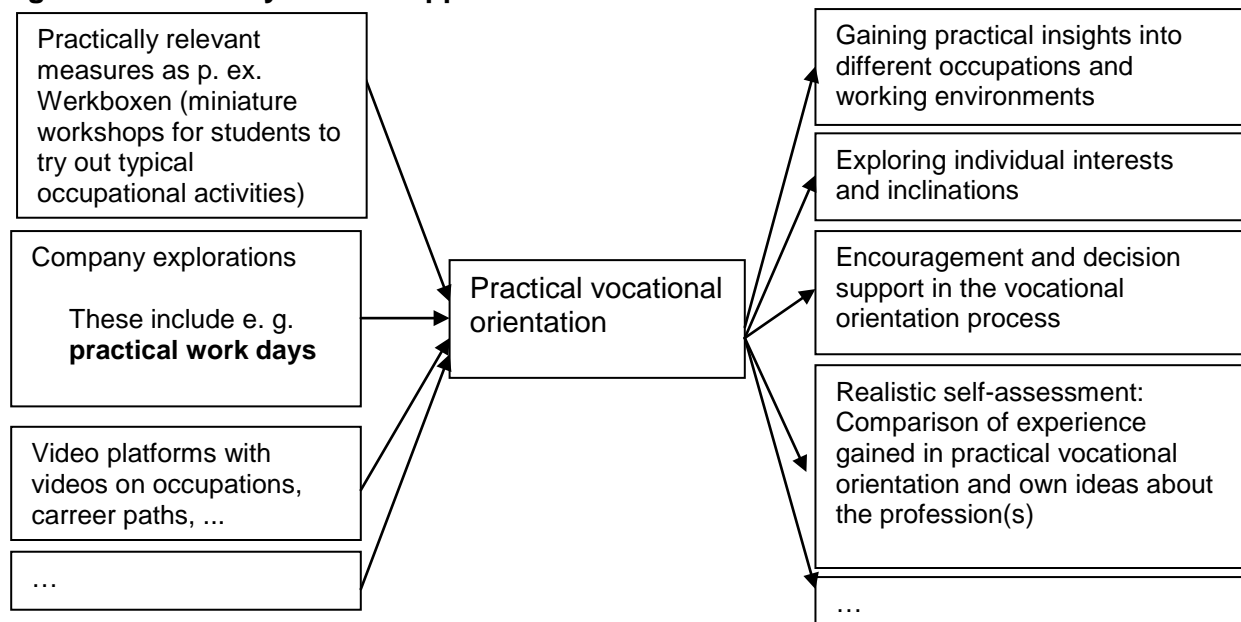 Practically relevant
measures as p. ex.
Werkboxen (miniature
workshops for students to
try out typical
occupational activities)
Company explorations
These include e. g.
practical work days
Video platforms with
videos on occupations,
carreer paths, ...
…
Practical vocational
orientation
Gaining practical insights into
different occupations and
working environments
Exploring individual interests
and inclinations
Encouragement and decision
support in the vocational
orientation process
Realistic self-assessment:
Comparison of experience
gained in practical vocational
orientation and own ideas about
the profession(s)
…